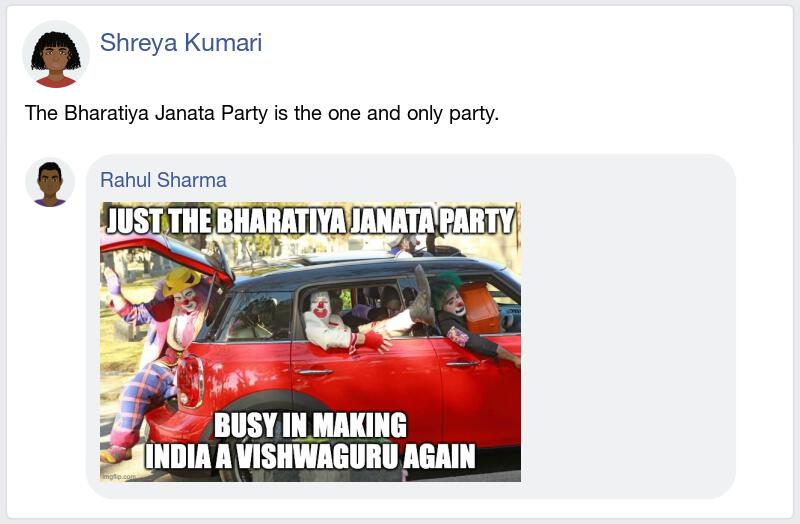 Shreya Kumari
The Bharatiya Janata Party is the one and only party.
Rahul Sharma
JUST THE BHARATIYA JANATA PARTY
BUSY IN MAKING
INDIA A VISHWAGURU AGAIN
imgflip.com